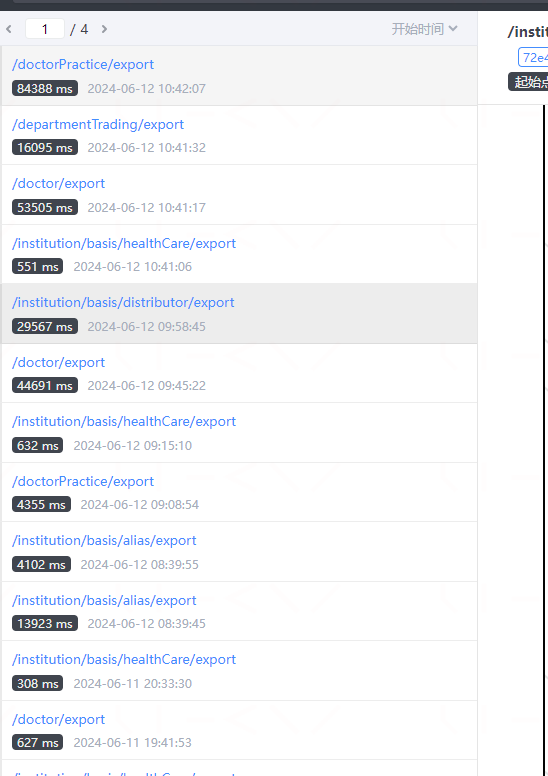 1 / 4 开始时间
/doctorPractice/export
84388 ms 2024-06-12 10:42:07
/departmentTrading/export
16095 ms 2024-06-12 10:41:32
/doctor/export
53505 ms 2024-06-12 10:41:17
/institution/basis/healthCare/export
551 ms 2024-06-12 10:41:06
/institution/basis/distributor/export
29567 ms 2024-06-12 09:58:45
/doctor/export
44691 ms 2024-06-12 09:45:22
/institution/basis/healthCare/export
632 ms 2024-06-12 09:15:10
/doctorPractice/export
4355 ms 2024-06-12 09:08:54
/institution/basis/alias/export
4102 ms 2024-06-12 08:39:55
/institution/basis/alias/export
13923 ms 2024-06-12 08:39:45
/institution/basis/healthCare/export
308 ms 2024-06-11 20:33:30
/doctor/export
627 ms 2024-06-11 19:41:53
/instit
72e4
起始点